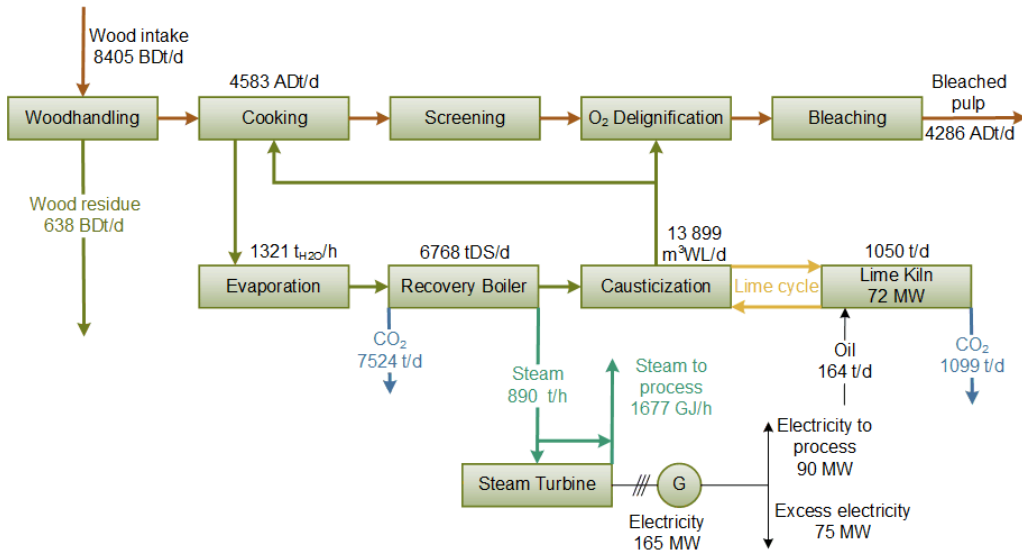 Wood intake
8405 BDt/d
4583 ADt/d
Bleached
pulp
Woodhandling
Cooking
Screening
O₂ Delignification
Bleaching
4286 ADt/d
Wood residue
638 BDt/d
1321 t_H2O/h
6768 tDS/d
13 899
m³WL/d
1050 t/d
Evaporation
Recovery Boiler
Causticization
Lime cycle
Lime Kiln
72 MW
CO₂
7524 t/d
Steam
890 t/h
Steam to
process
1677 GJ/h
Oil
164 t/d
CO₂
1099 t/d
Electricity to
process
90 MW
Steam Turbine
G
Electricity
165 MW
Excess electricity
75 MW